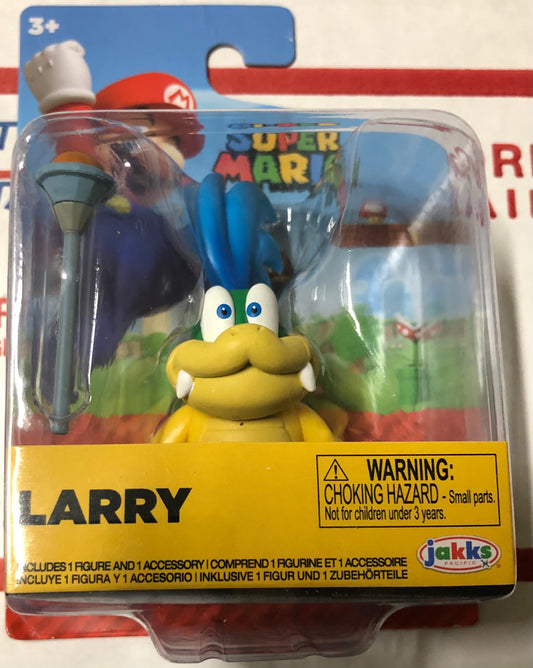 3+
M
SUPER
MARIO
LARRY
WARNING:
CHOKING HAZARD - Small parts.
Not for children under 3 years.
INCLUDES 1 FIGURE AND 1 ACCESSORY | COMPREND 1 FIGURINE ET 1 ACCESSOIRE
INCLUYE 1 FIGURA Y 1 ACCESORIO | INKLUSIVE 1 FIGUR UND 1 ZUBEHÖRTEILE
jakks
PACIFIC